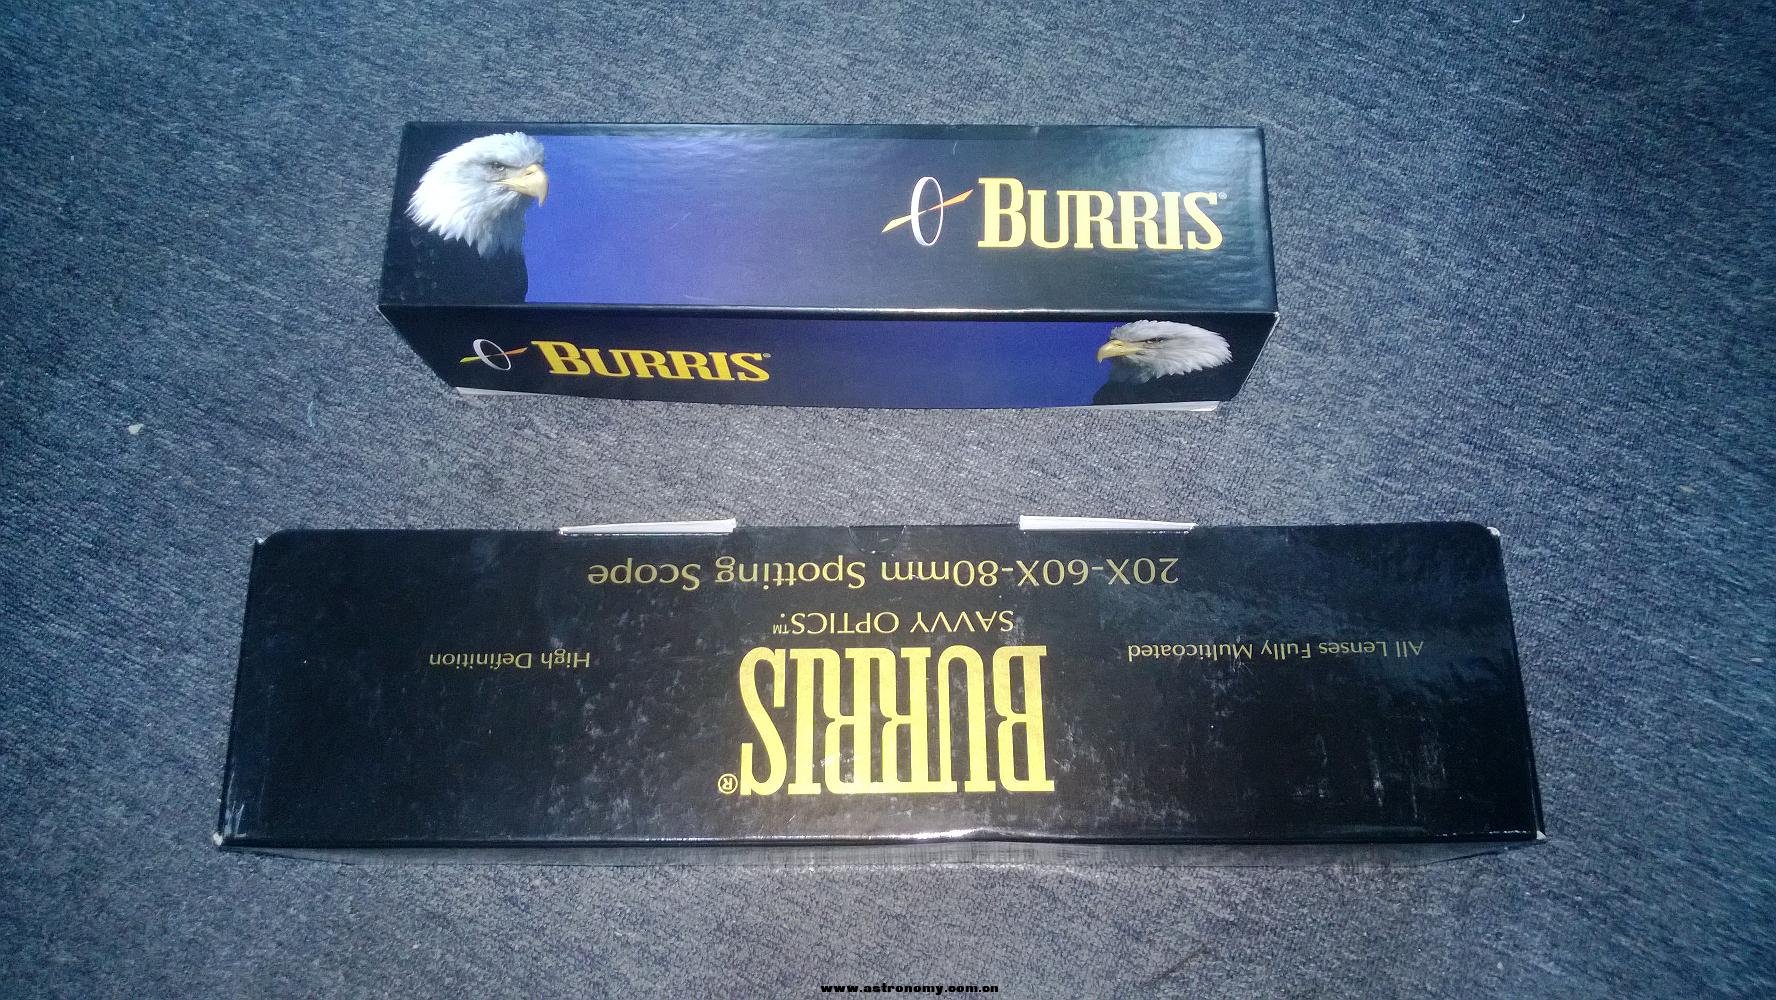 BURRIS®
BURRIS®
BURRIS®
SAVVY OPTICS™
20X-60X-80mm Spotting Scope
All Lenses Fully Multicoated
High Definition
www.astronomy.com.cn